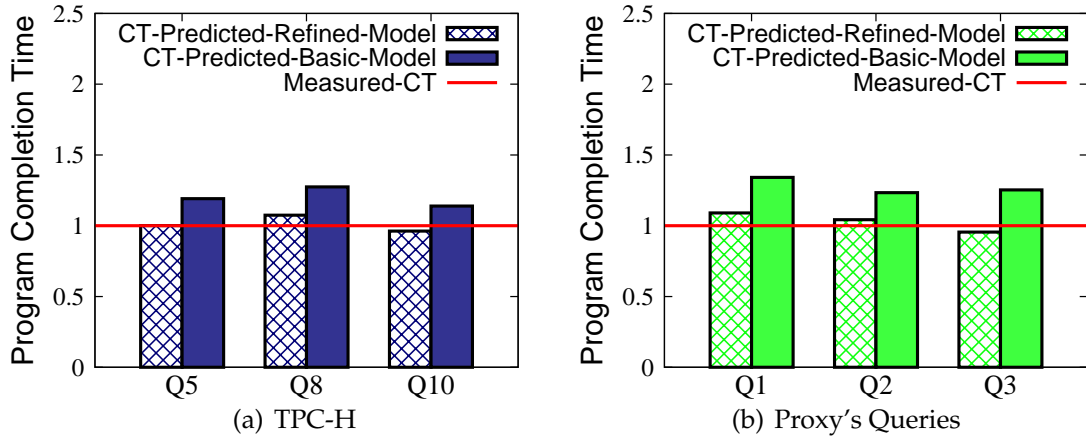 Program Completion Time
2.5
2
1.5
1
0.5
0
CT-Predicted-Refined-Model
CT-Predicted-Basic-Model
Measured-CT
Q5 Q8 Q10
(a) TPC-H
Program Completion Time
2.5
2
1.5
1
0.5
0
CT-Predicted-Refined-Model
CT-Predicted-Basic-Model
Measured-CT
Q1 Q2 Q3
(b) Proxy's Queries